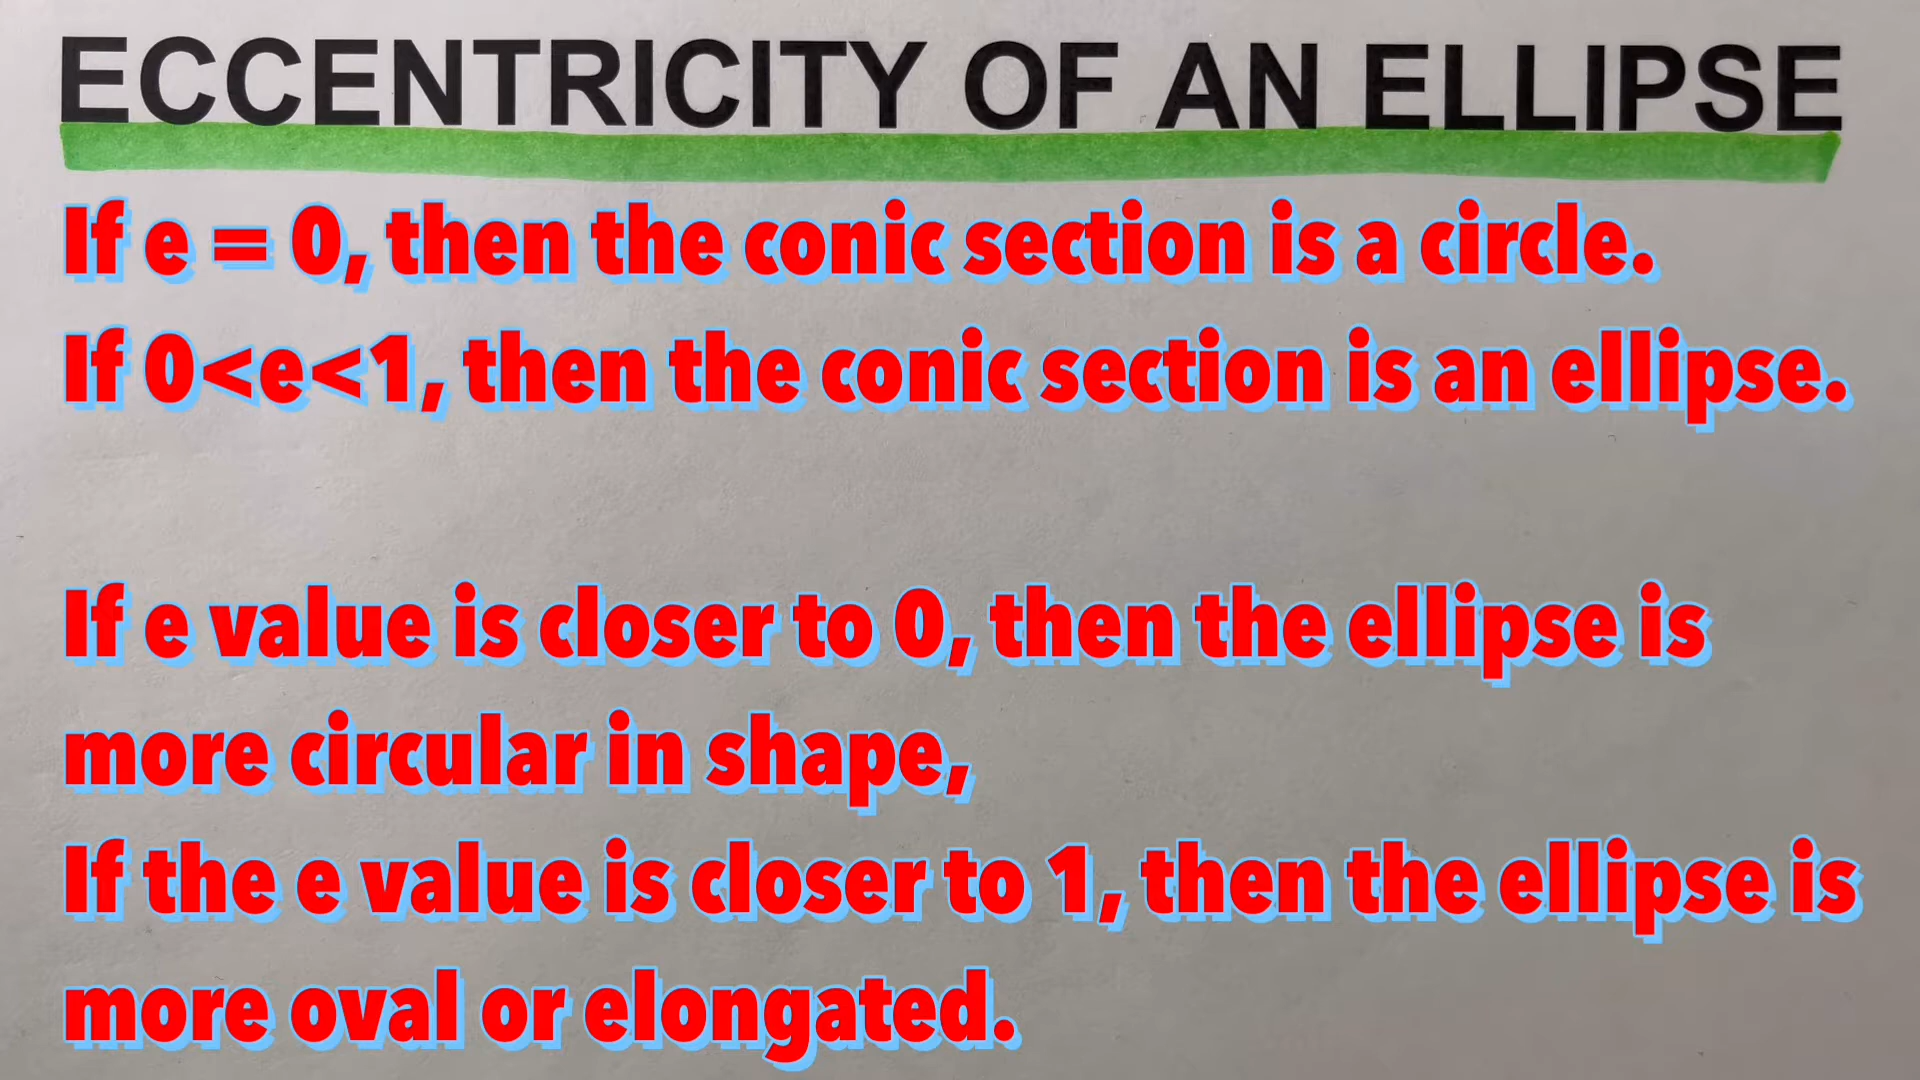 ECCENTRICITY OF AN ELLIPSE
If e = 0, then the conic section is a circle.
If 0<e<1, then the conic section is an ellipse.
If e value is closer to 0, then the ellipse is
more circular in shape,
If the e value is closer to 1, then the ellipse is
more oval or elongated.